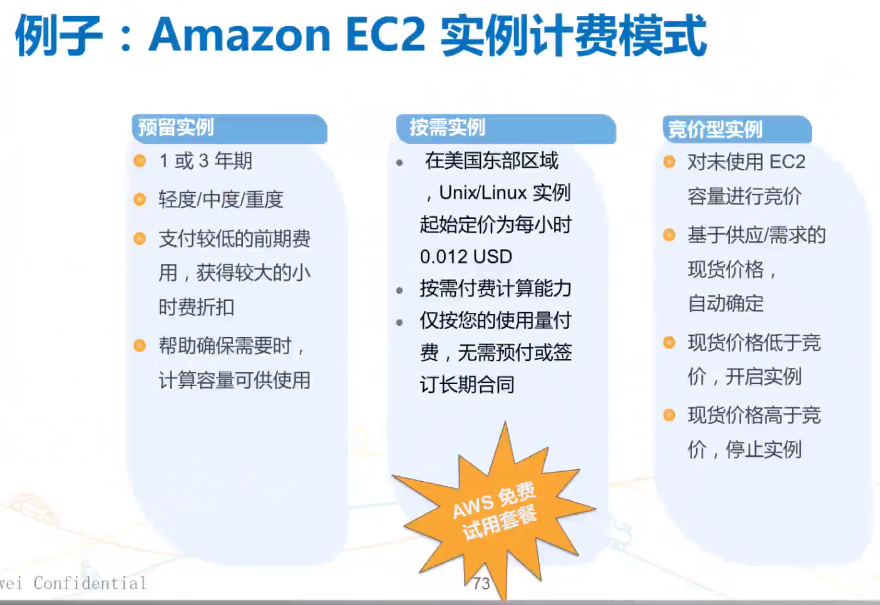 例子：Amazon EC2 实例计费模式
预留实例
1 或 3 年期
轻度/中度/重度
支付较低的前期费
用，获得较大的小
时费折扣
帮助确保需要时，
计算容量可供使用
按需实例
在美国东部区域
，Unix/Linux 实例
起始定价为每小时
0.012 USD
按需付费计算能力
仅按您的使用量付
费，无需预付或签
订长期合同
AWS 免费
试用套餐
竞价型实例
对未使用 EC2
容量进行竞价
基于供应/需求的
现货价格，
自动确定
现货价格低于竞
价，开启实例
现货价格高于竞
价，停止实例
wei Confidential
73